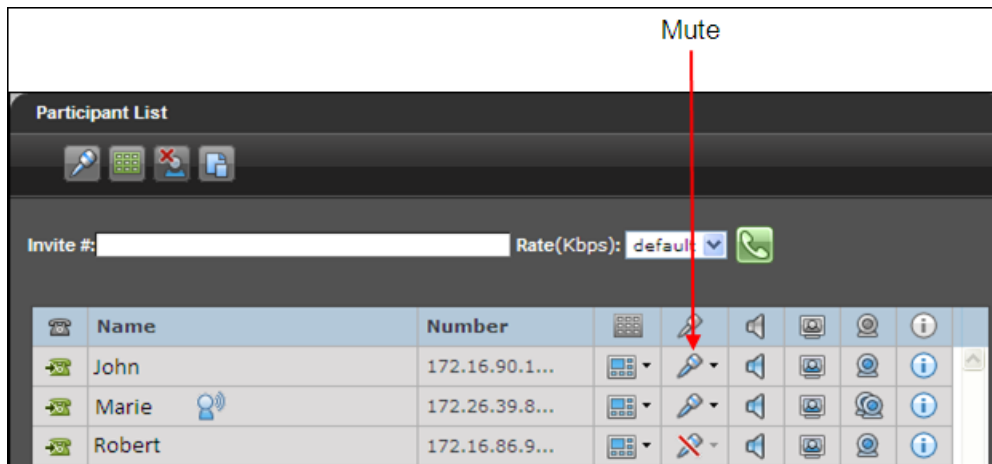 Mute
Participant List
Invite #: Rate(Kbps): default
Name Number
John 172.16.90.1...
Marie 172.26.39.8...
Robert 172.16.86.9...